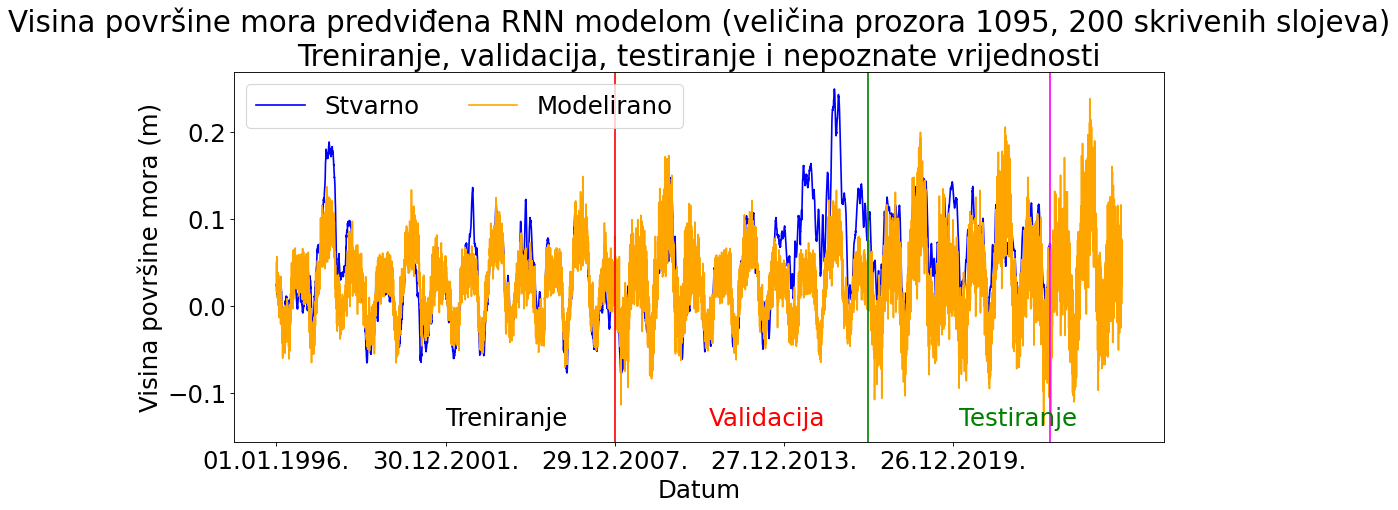 Visina površine mora predviđena RNN modelom (veličina prozora 1095, 200 skrivenih slojeva)
Treniranje, validacija, testiranje i nepoznate vrijednosti
Stvarno Modelirano
Visina površine mora (m)
0.2
0.1
0.0
−0.1
Treniranje Validacija Testiranje
01.01.1996. 30.12.2001. 29.12.2007. 27.12.2013. 26.12.2019.
Datum